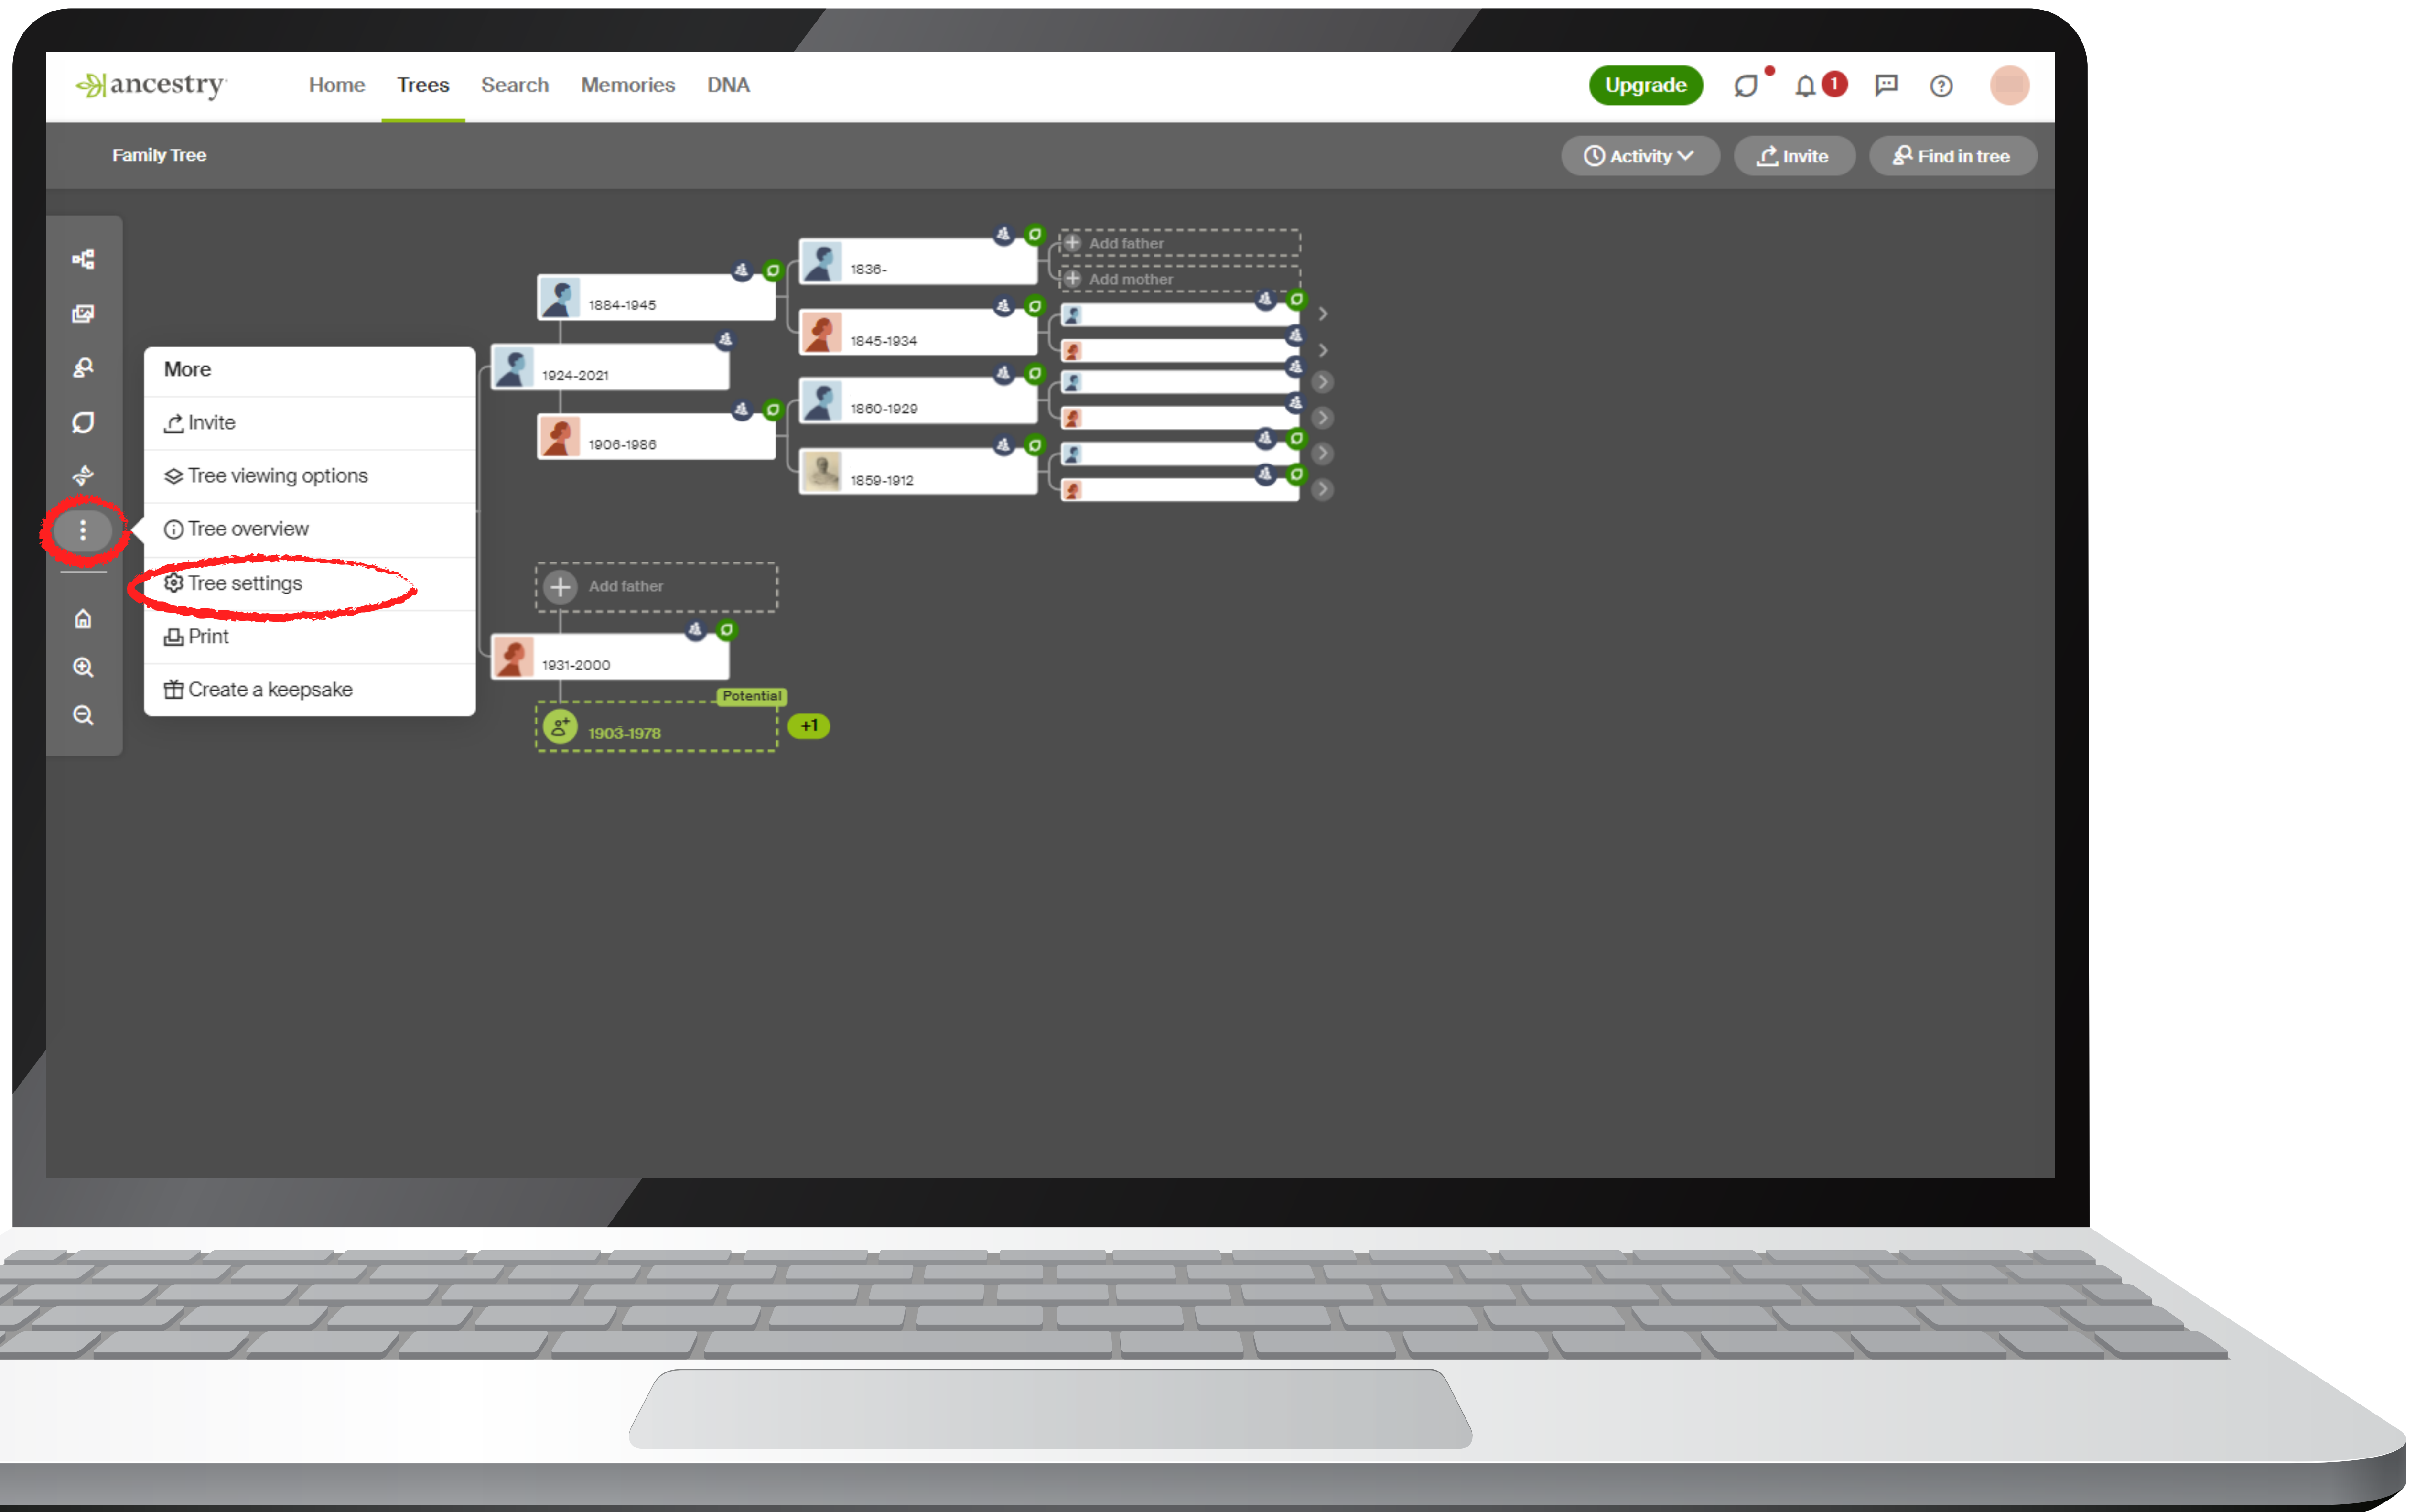 ancestry
Home Trees Search Memories DNA
Upgrade
1
Family Tree
Activity
Invite
Find in tree
1836-
Add father
Add mother
1884-1945
1845-1934
1924-2021
1860-1929
1906-1986
1859-1912
More
Invite
Tree viewing options
Tree overview
Tree settings
Print
Create a keepsake
Add father
1931-2000
Potential
1903-1978
+1